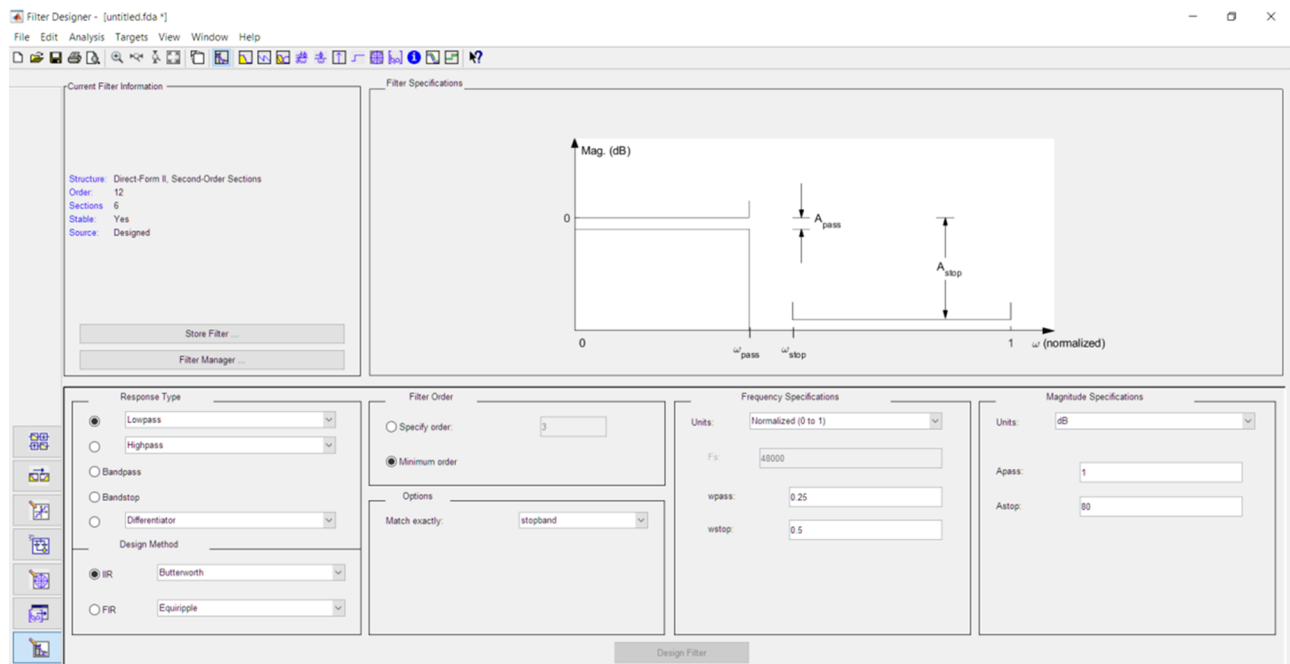 Filter Designer - [untitled.fda *]
File Edit Analysis Targets View Window Help
Current Filter Information
Structure: Direct-Form II, Second-Order Sections
Order: 12
Sections 6
Stable: Yes
Source: Designed
Store Filter ...
Filter Manager ...
Filter Specifications
Mag. (dB)
0
A pass
A stop
0
ω pass
ω stop
1
ω (normalized)
Response Type
Lowpass
Highpass
Bandpass
Bandstop
Differentiator
Design Method
IIR Butterworth
FIR Equiripple
Filter Order
Specify order: 3
Minimum order
Options
Match exactly: stopband
Frequency Specifications
Units: Normalized (0 to 1)
Fs: 48000
wpass: 0.25
wstop: 0.5
Magnitude Specifications
Units: dB
Apass: 1
Astop: 80
Design Filter